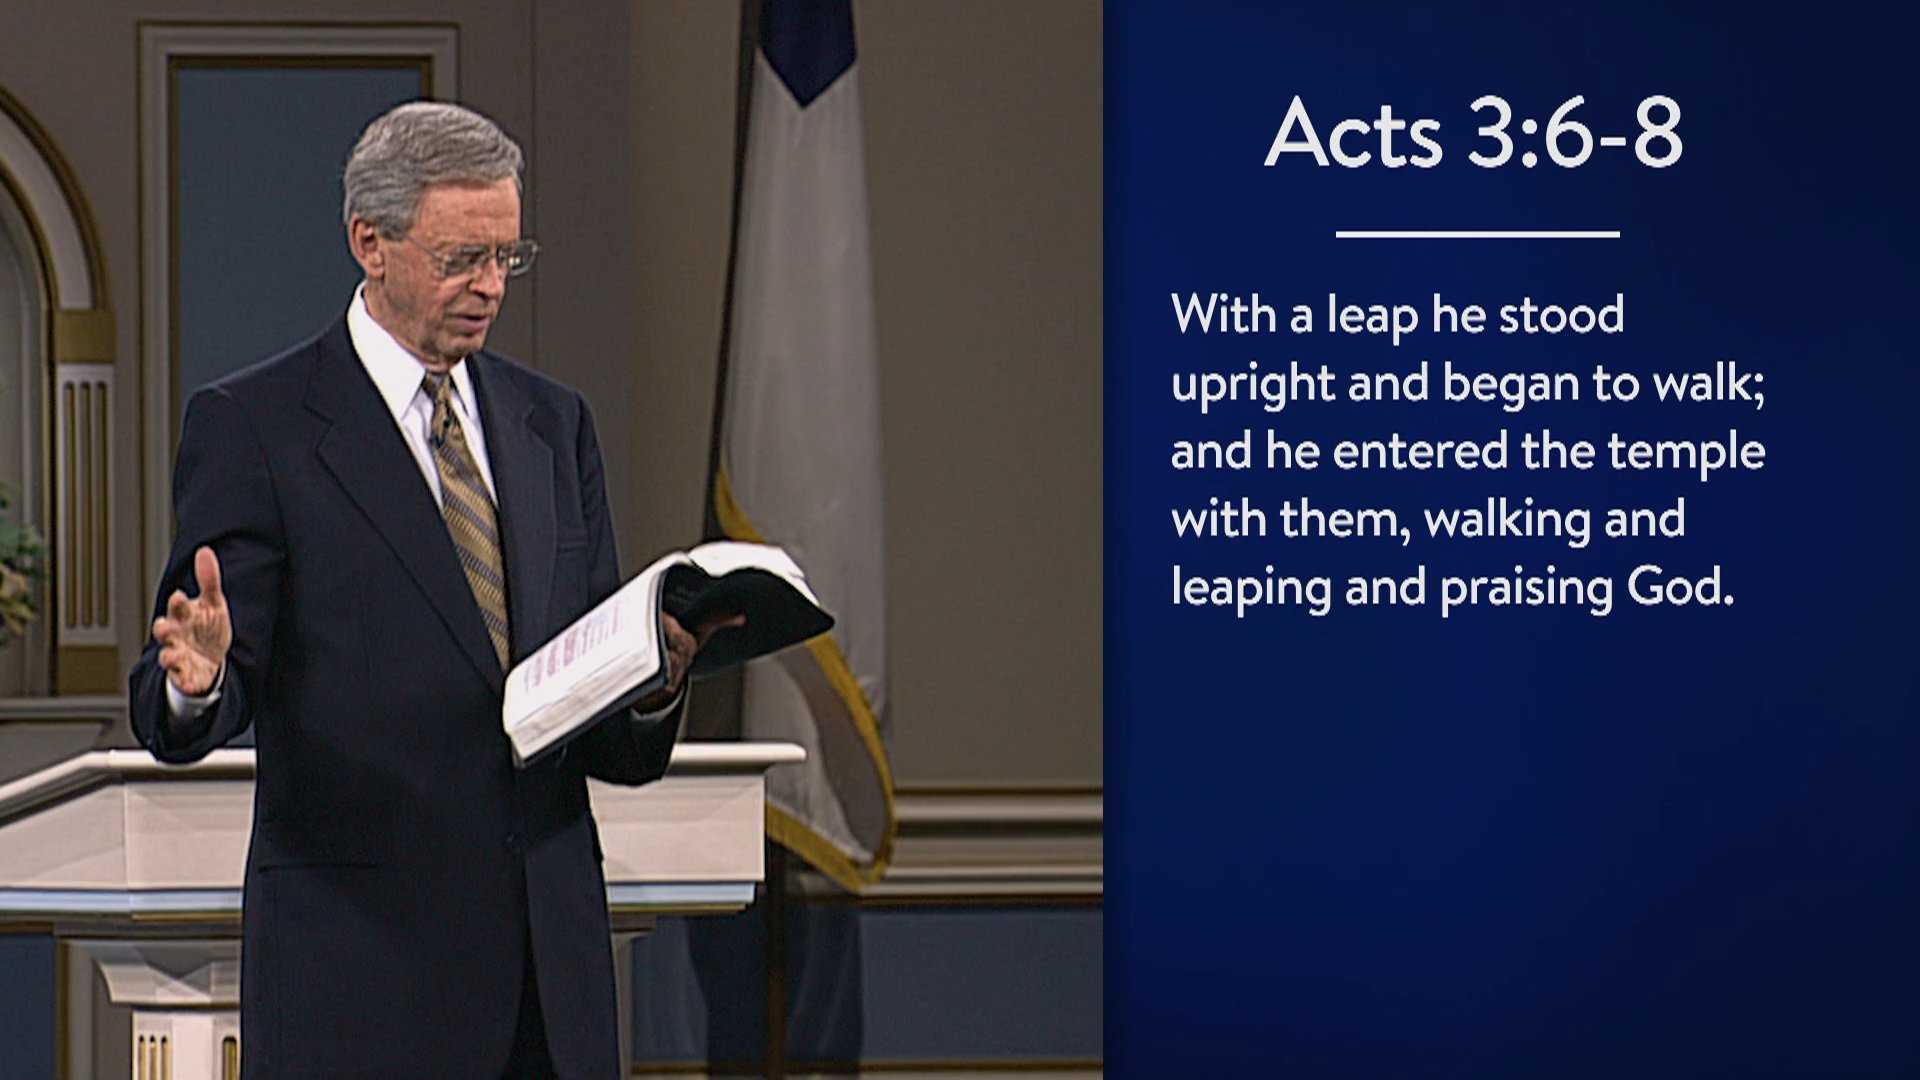 Acts 3:6-8
With a leap he stood
upright and began to walk;
and he entered the temple
with them, walking and
leaping and praising God.